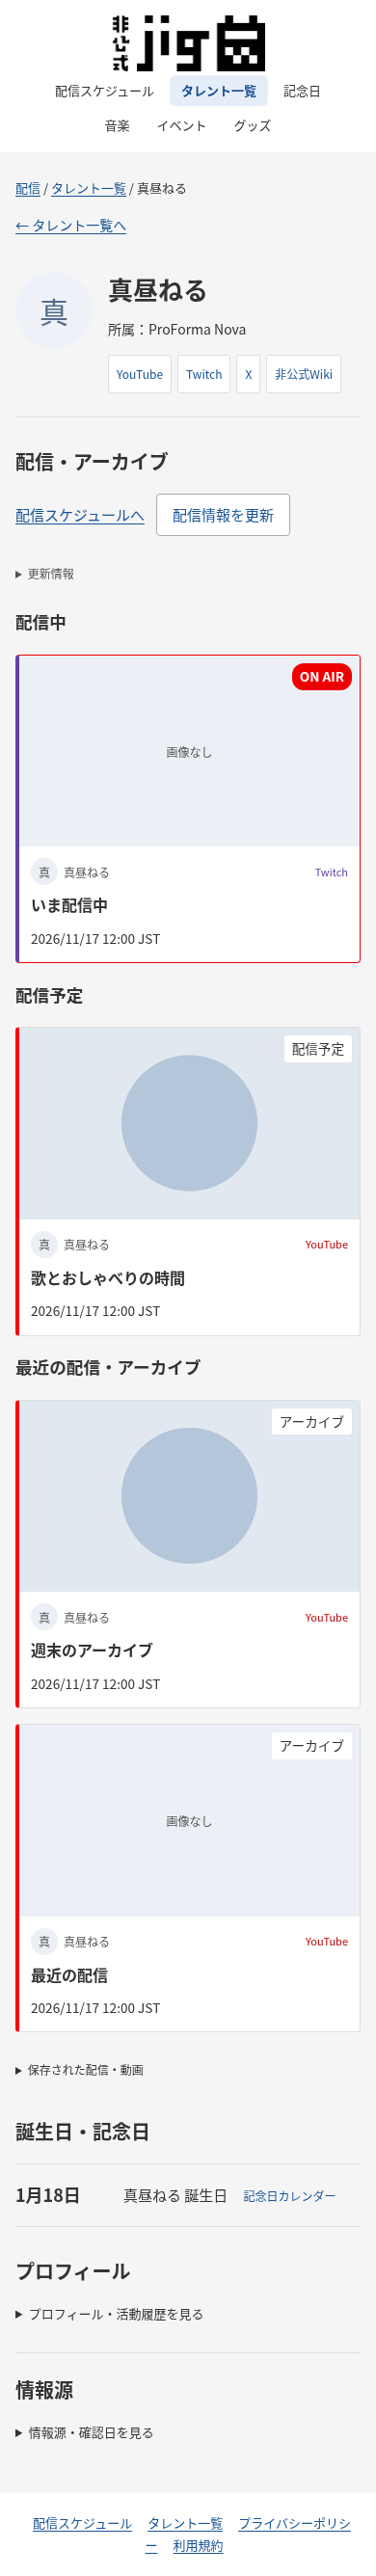 非公式 jig
配信スケジュール タレント一覧 記念日
音楽 イベント グッズ
配信 / タレント一覧 / 真昼ねる
← タレント一覧へ
真
真昼ねる
所属：ProForma Nova
YouTube Twitch X 非公式Wiki
配信・アーカイブ
配信スケジュールへ 配信情報を更新
▶ 更新情報
配信中
ON AIR
画像なし
真 真昼ねる Twitch
いま配信中
2026/11/17 12:00 JST
配信予定
配信予定
真 真昼ねる YouTube
歌とおしゃべりの時間
2026/11/17 12:00 JST
最近の配信・アーカイブ
アーカイブ
真 真昼ねる YouTube
週末のアーカイブ
2026/11/17 12:00 JST
アーカイブ
画像なし
真 真昼ねる YouTube
最近の配信
2026/11/17 12:00 JST
▶ 保存された配信・動画
誕生日・記念日
1月18日 真昼ねる 誕生日 記念日カレンダー
プロフィール
▶ プロフィール・活動履歴を見る
情報源
▶ 情報源・確認日を見る
配信スケジュール タレント一覧 プライバシーポリシ
ー 利用規約